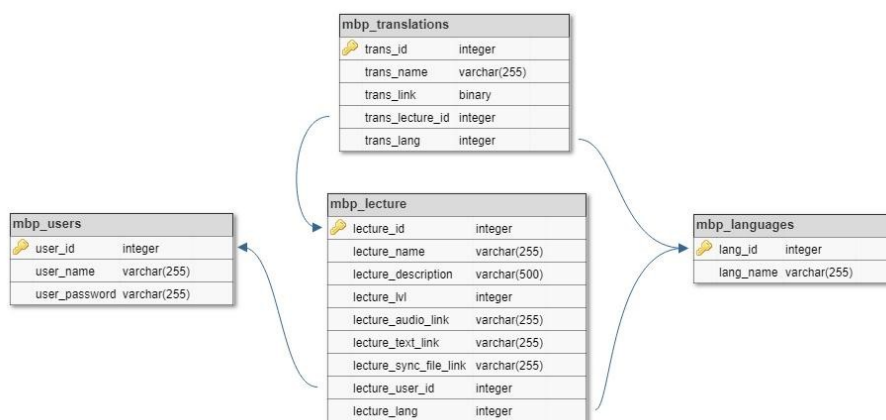 mbp_translations
trans_id integer
trans_name varchar(255)
trans_link binary
trans_lecture_id integer
trans_lang integer
mbp_users
user_id integer
user_name varchar(255)
user_password varchar(255)
mbp_lecture
lecture_id integer
lecture_name varchar(255)
lecture_description varchar(500)
lecture_lvl integer
lecture_audio_link varchar(255)
lecture_text_link varchar(255)
lecture_sync_file_link varchar(255)
lecture_user_id integer
lecture_lang integer
mbp_languages
lang_id integer
lang_name varchar(255)